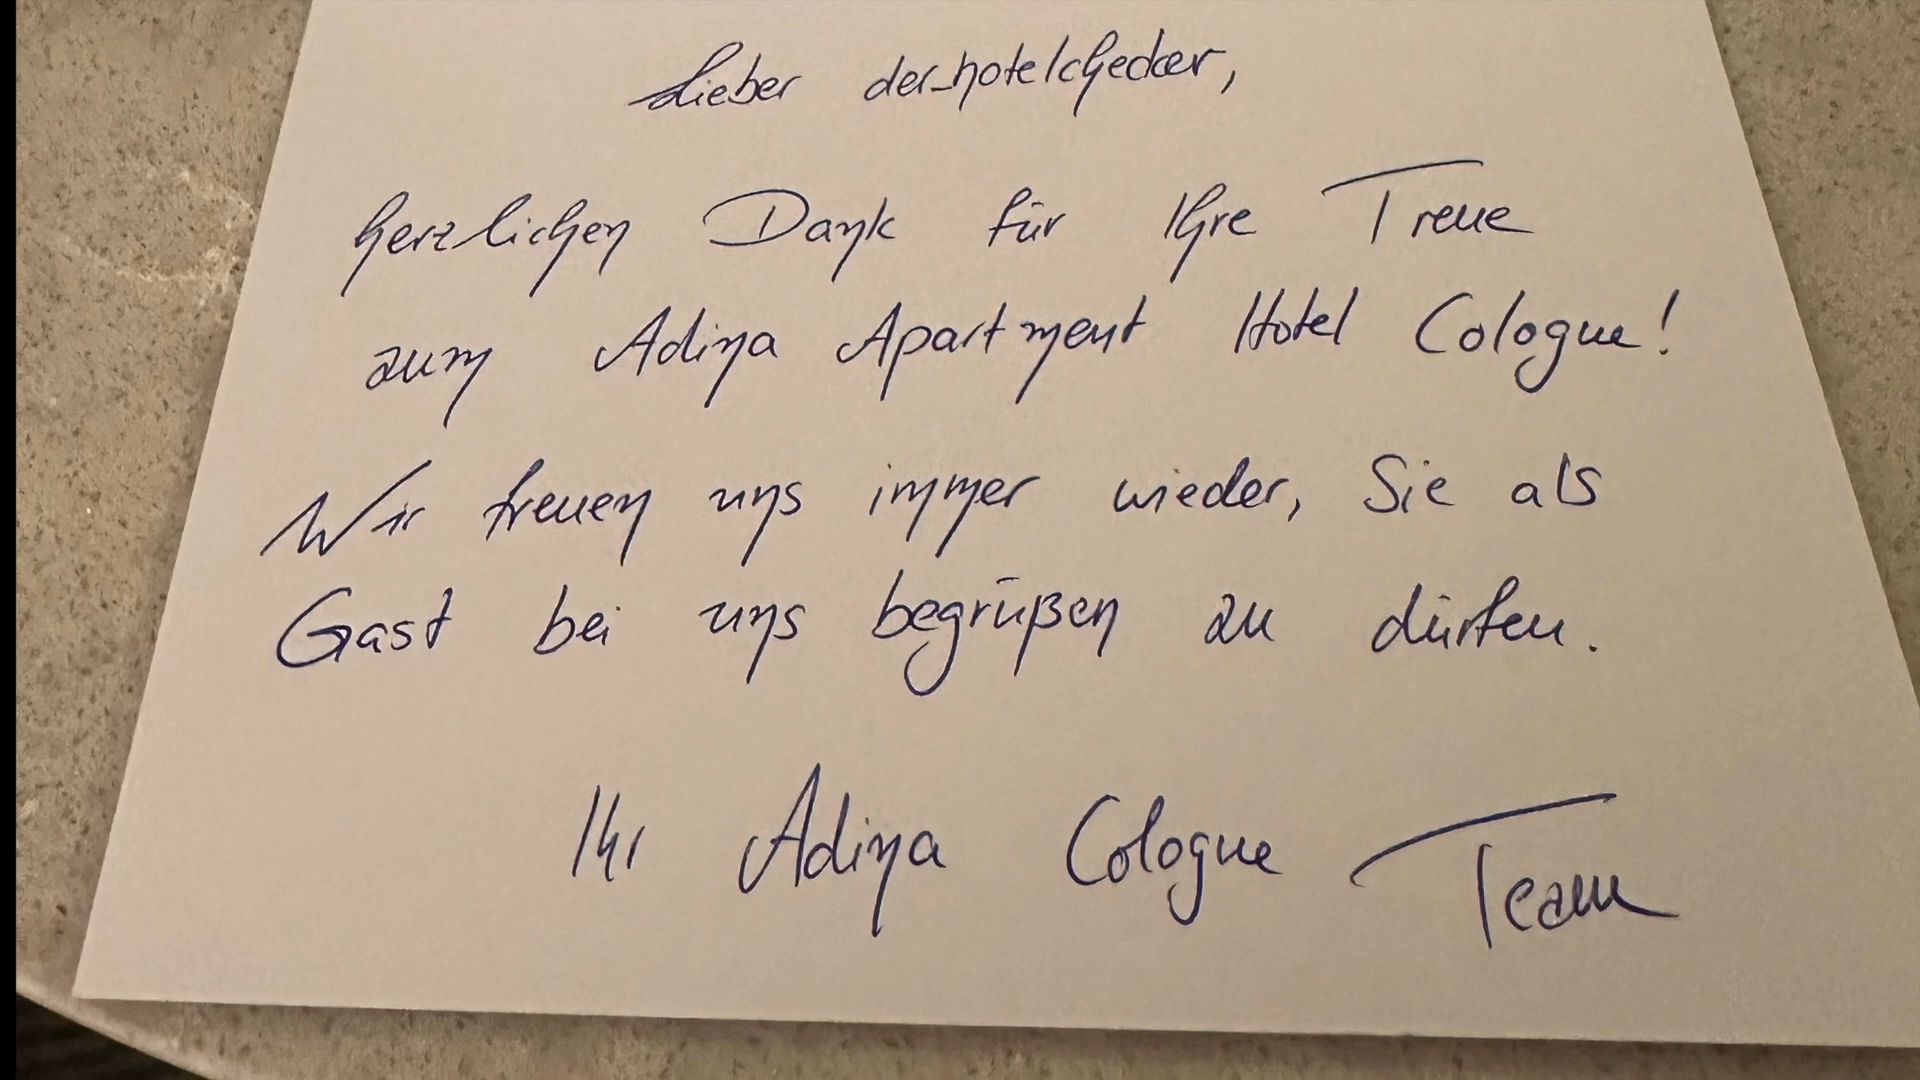 Lieber der_hotelchecker,
herzlichen Dank für Ihre Treue
zum Adina Apartment Hotel Cologne!
Wir freuen uns immer wieder, Sie als
Gast bei uns begrüßen zu dürfen.
Ihr Adina Cologne Team